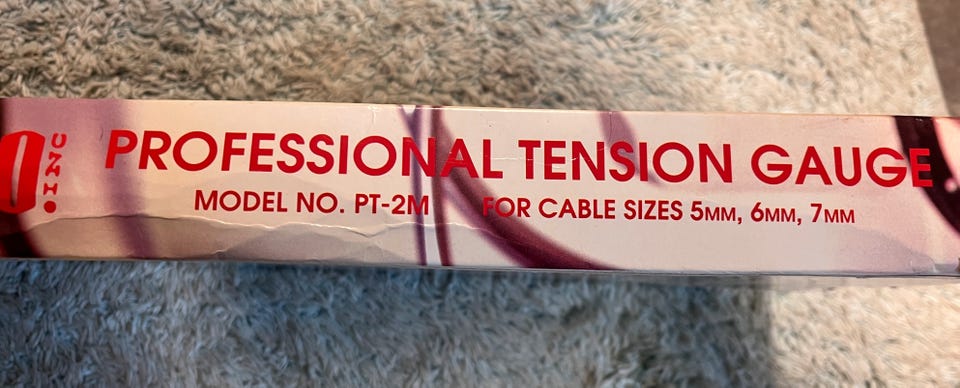 PROFESSIONAL TENSION GAUGE
MODEL NO. PT-2M FOR CABLE SIZES 5MM, 6MM, 7MM